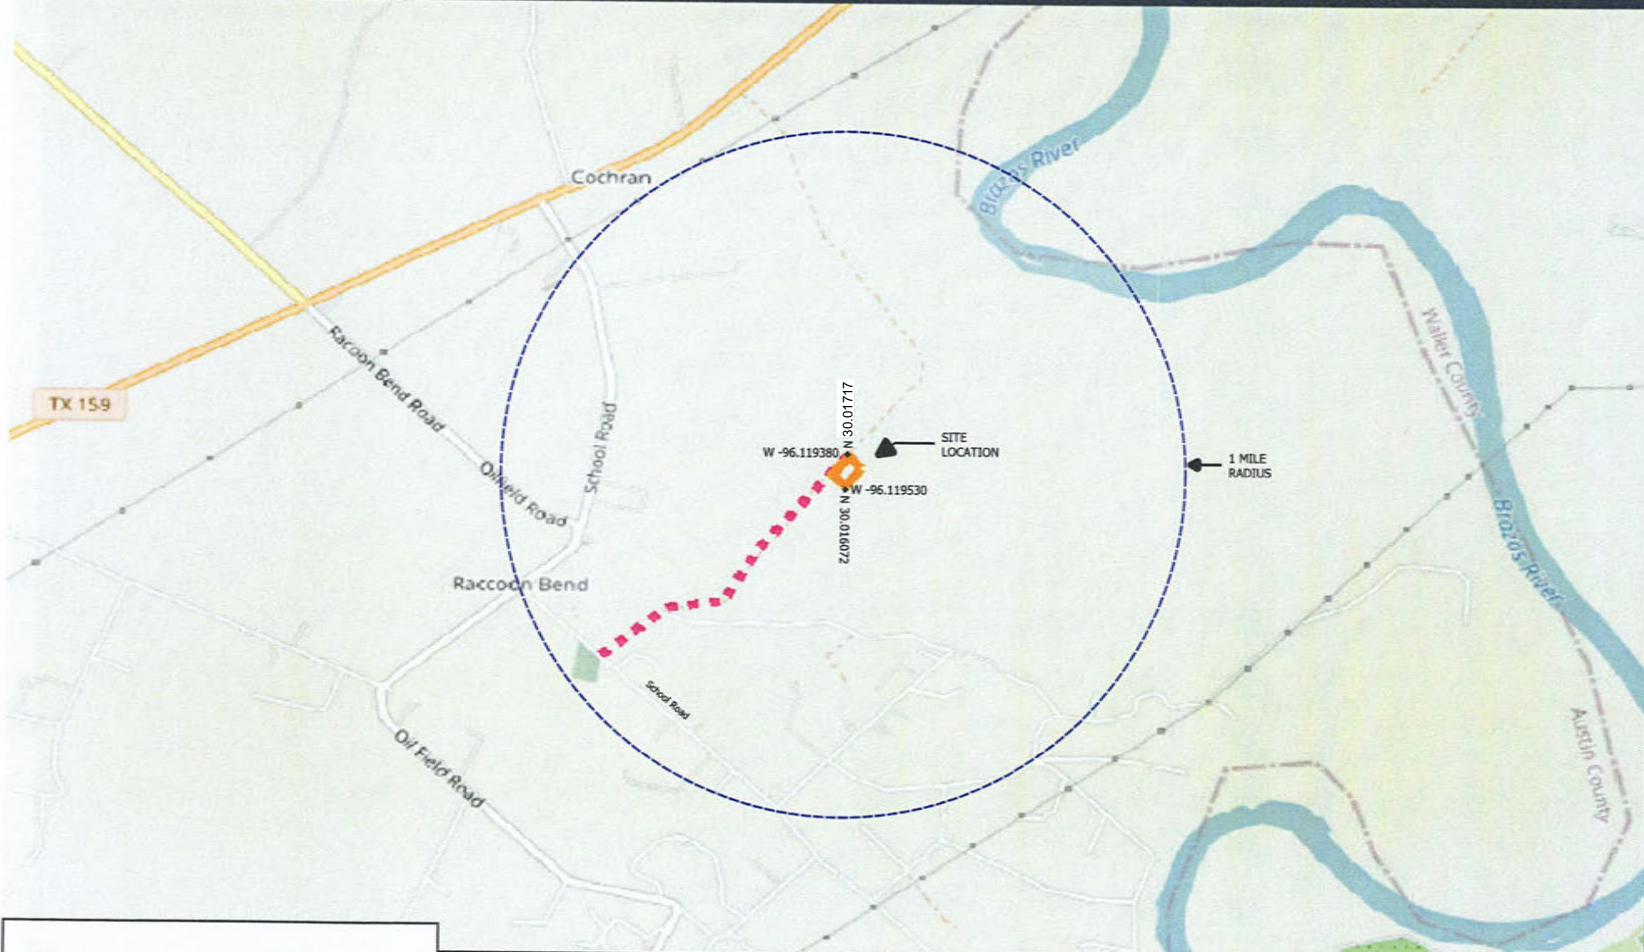 Cochran
Brazos River
Racoon Bend Road
TX 159
School Road
Oilfield Road
Waller County
N 30.01717
W -96.119380
SITE
LOCATION
1 MILE
RADIUS
W -96.119530
N 30.016072
Brazos River
Raccoon Bend
School Road
Oil Field Road
Austin County